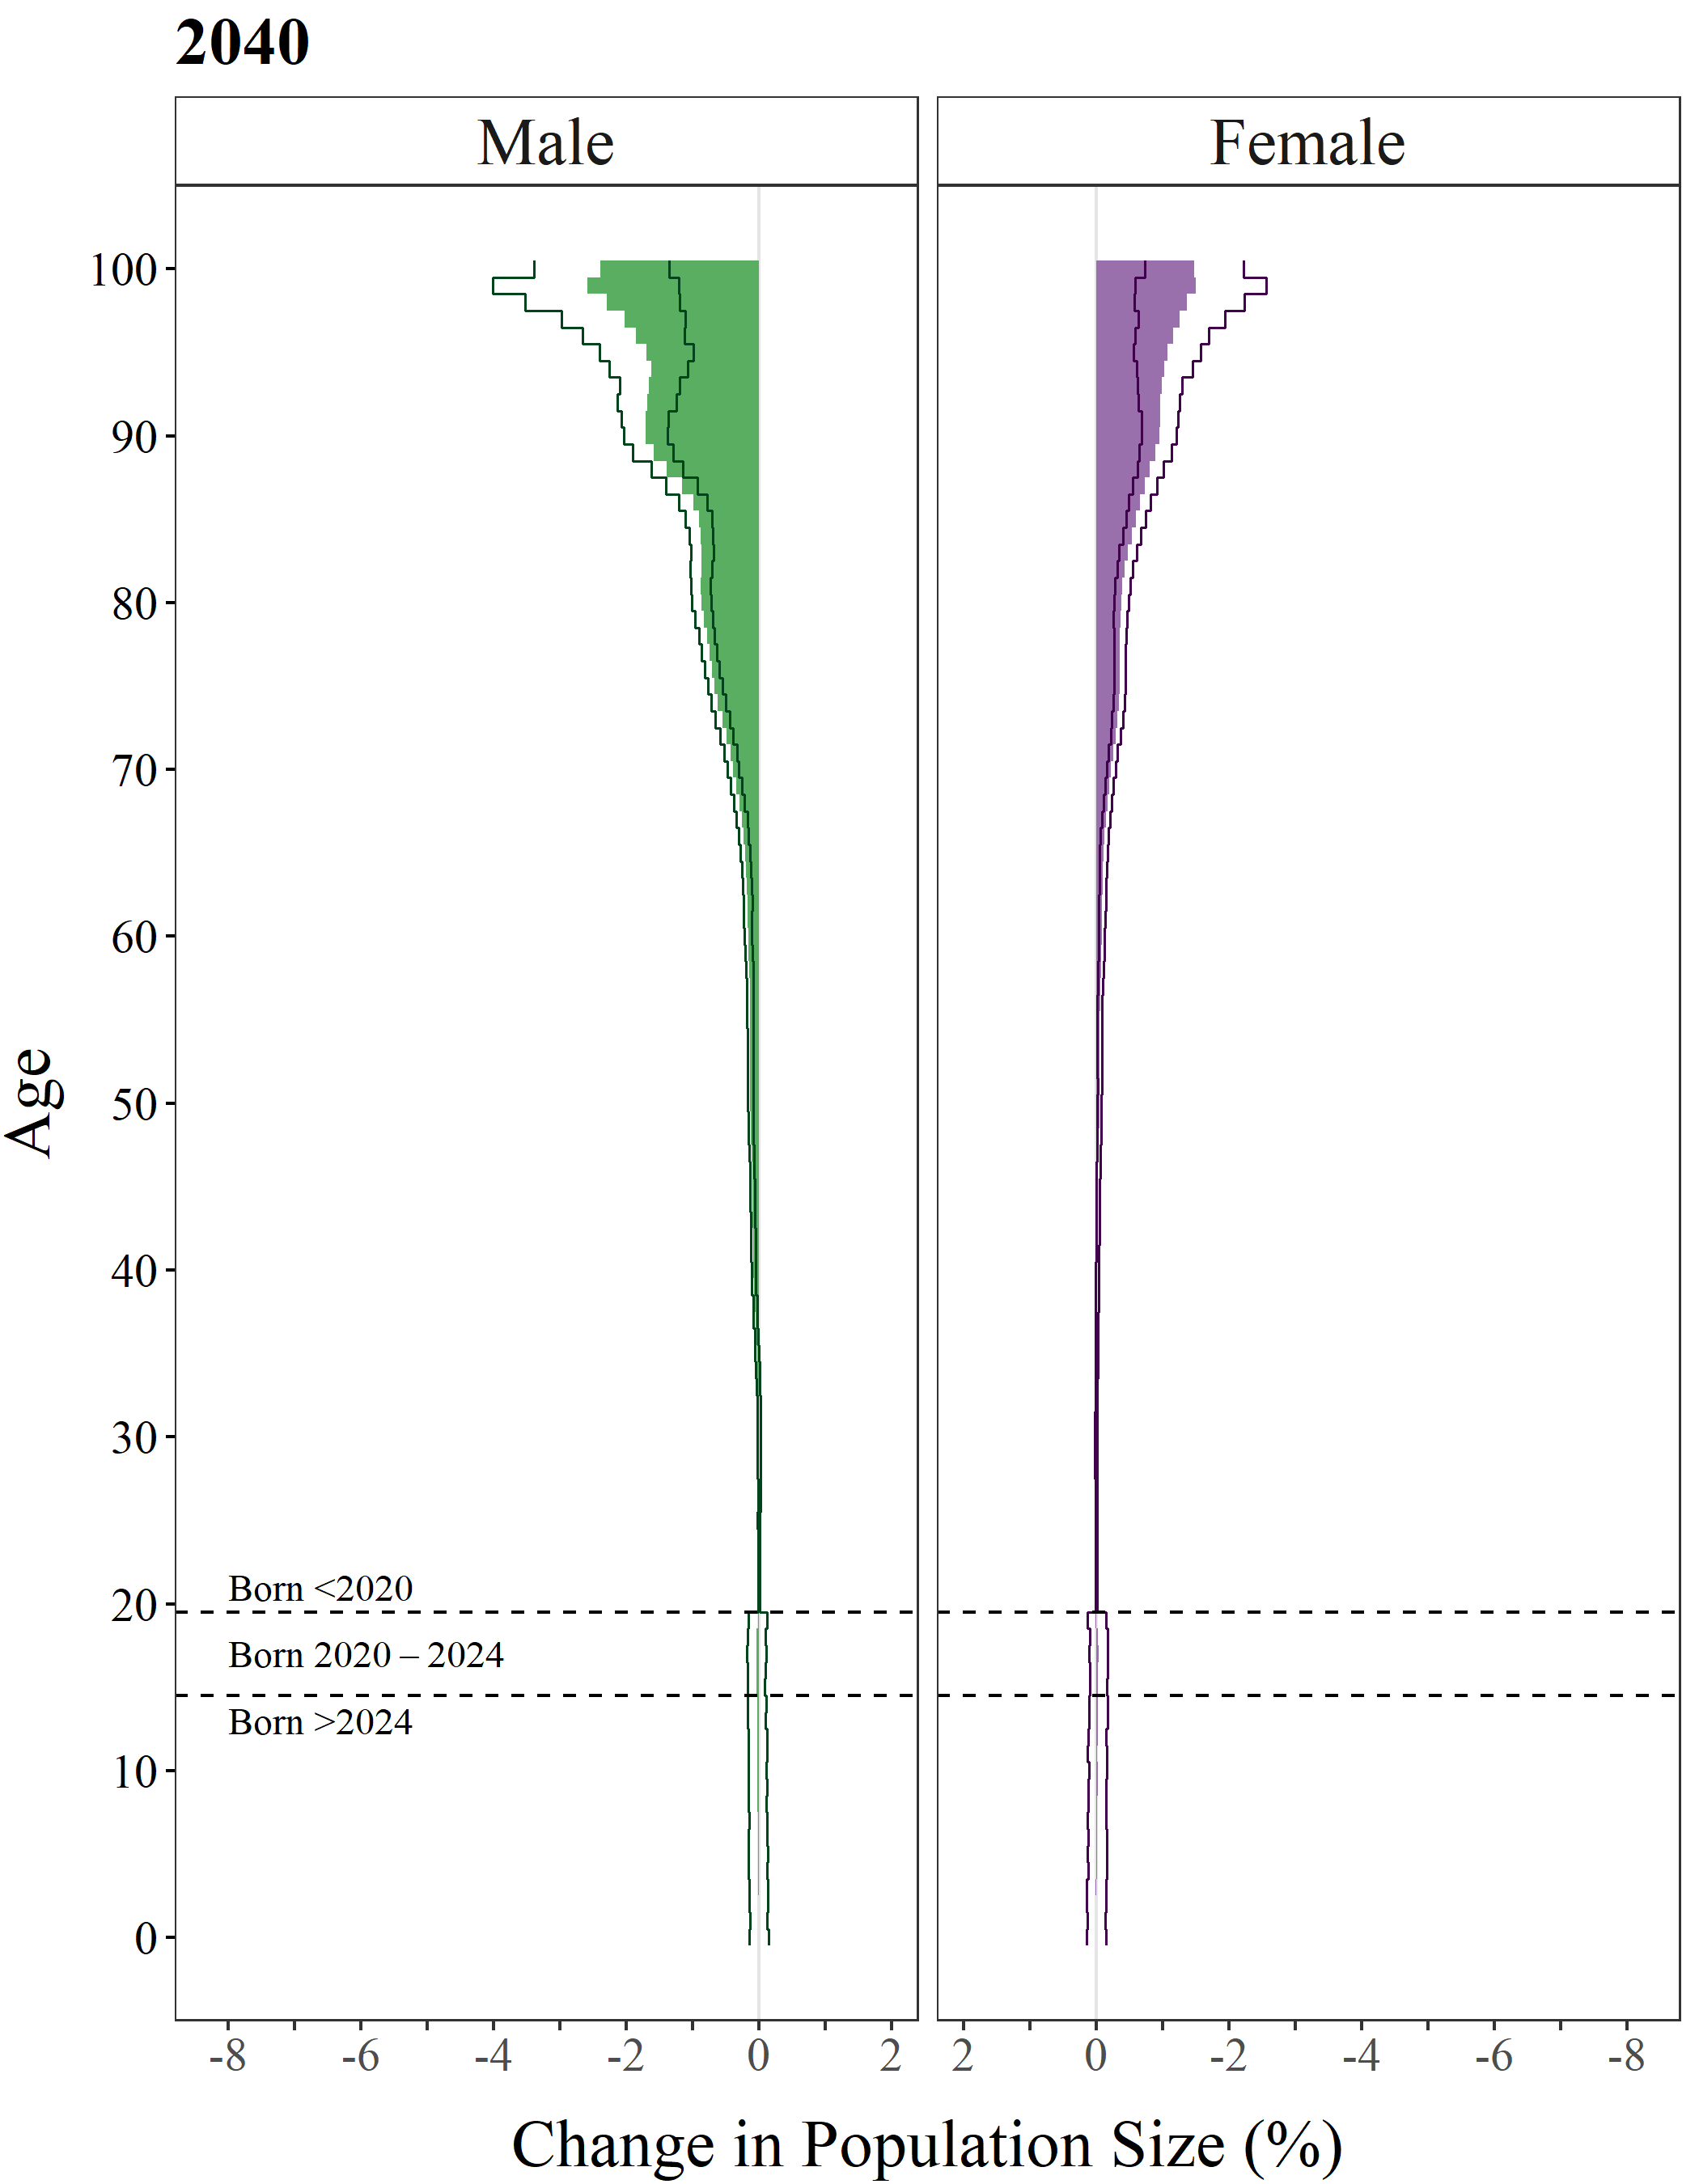 2040
Male
Female
100
90
80
70
60
50
40
30
20
10
0
Age
Born <2020
Born 2020 – 2024
Born >2024
-8 -6 -4 -2 0 2
2 0 -2 -4 -6 -8
Change in Population Size (%)